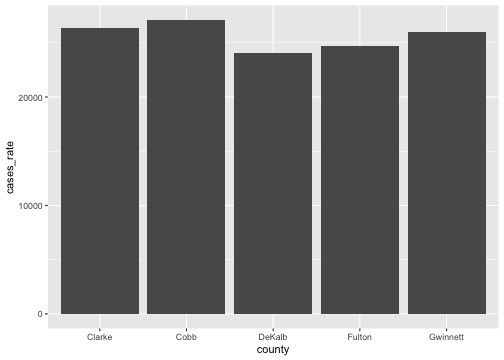 cases_rate
20000
10000
0
Clarke Cobb DeKalb Fulton Gwinnett
county